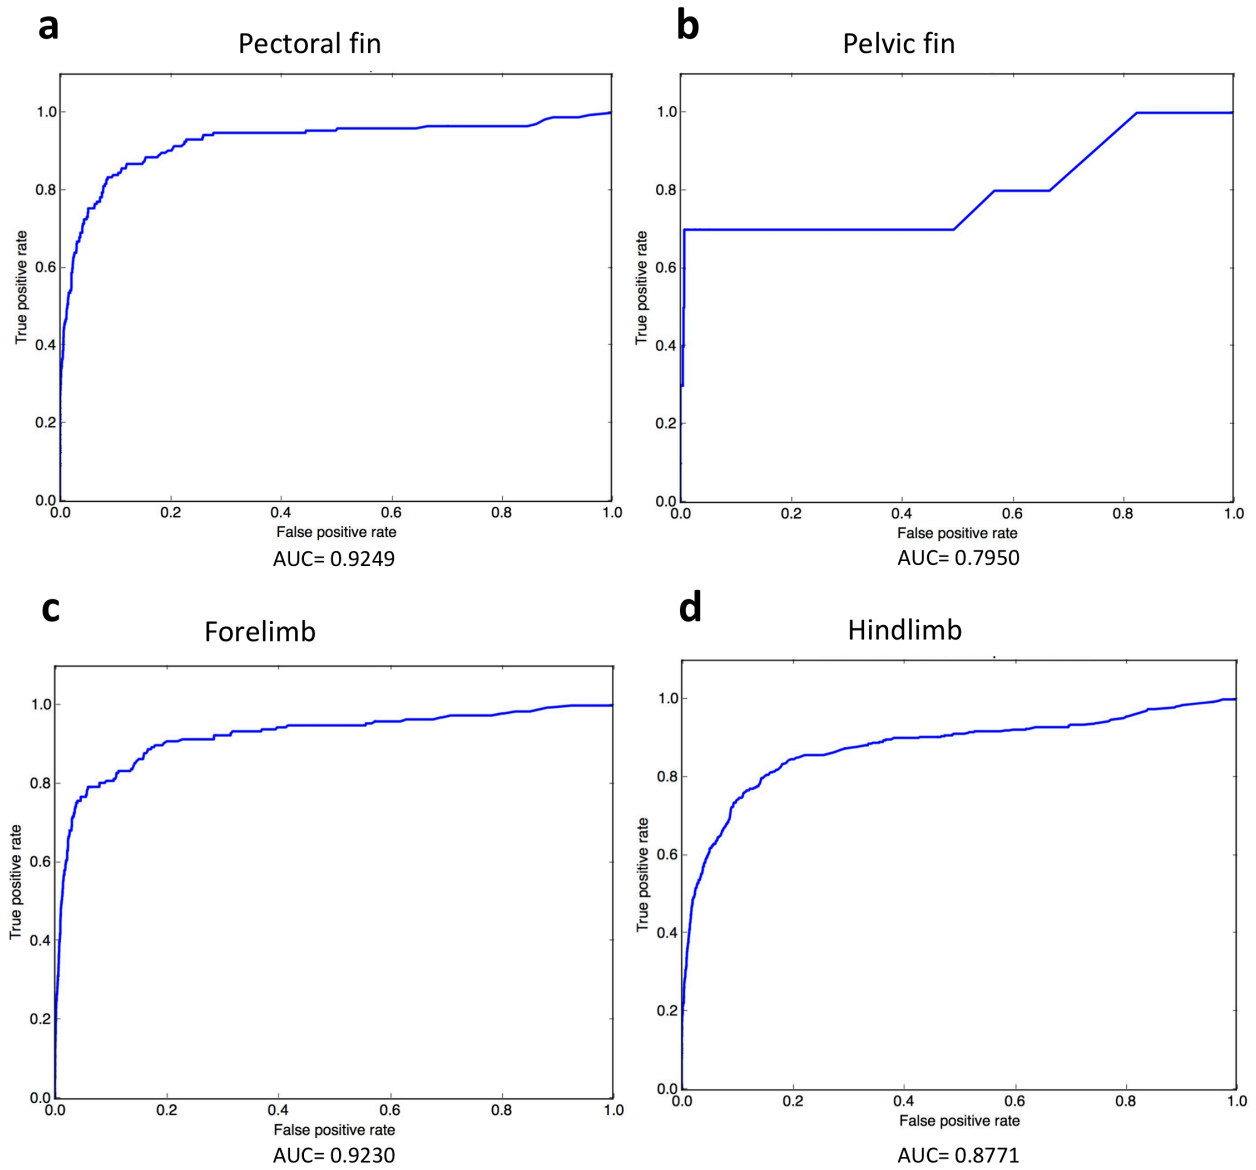 a
Pectoral fin
1.0
0.8
0.6
0.4
0.2
0.0
True positive rate
0.0 0.2 0.4 0.6 0.8 1.0
False positive rate
AUC= 0.9249
b
Pelvic fin
1.0
0.8
0.6
0.4
0.2
0.0
True positive rate
0.0 0.2 0.4 0.6 0.8 1.0
False positive rate
AUC= 0.7950
c
Forelimb
1.0
0.8
0.6
0.4
0.2
0.0
True positive rate
0.0 0.2 0.4 0.6 0.8 1.0
False positive rate
AUC= 0.9230
d
Hindlimb
1.0
0.8
0.6
0.4
0.2
0.0
True positive rate
0.0 0.2 0.4 0.6 0.8 1.0
False positive rate
AUC= 0.8771